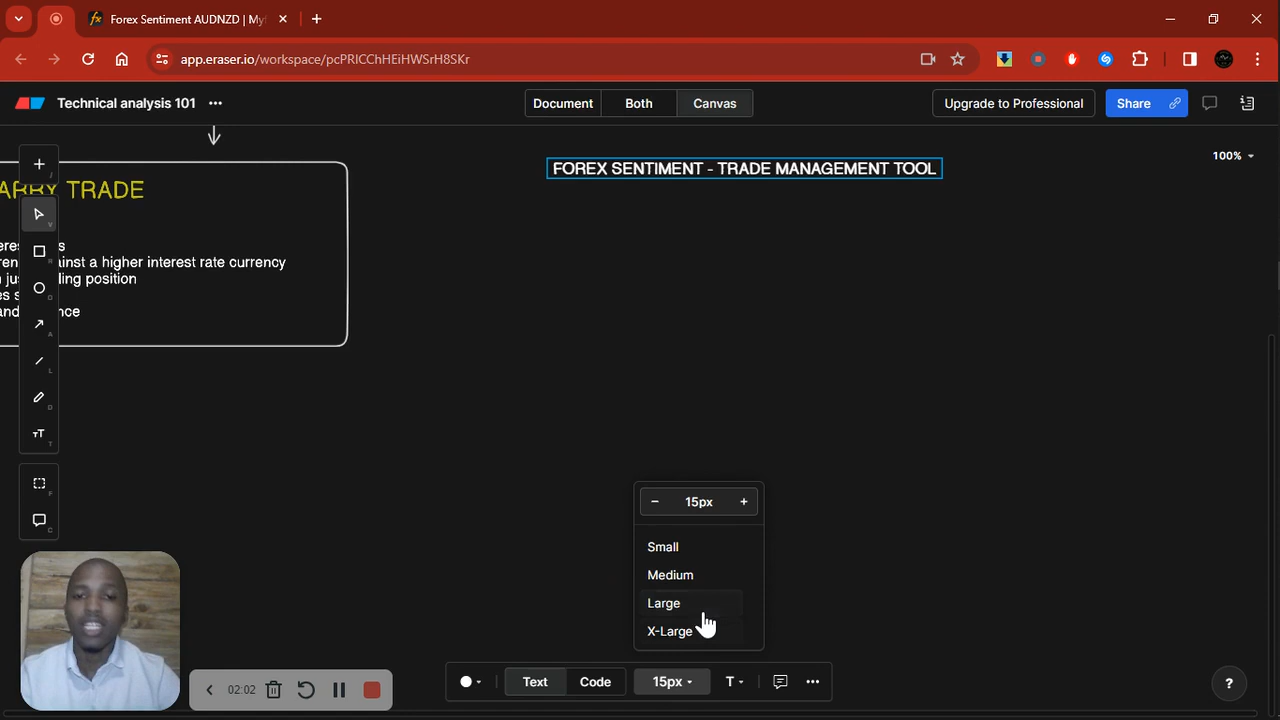 Forex Sentiment AUDNZD | My
app.eraser.io/workspace/pcPRICChHEiHWSrH8SKr
Technical analysis 101
Document
Both
Canvas
Upgrade to Professional
Share
100%
FOREX SENTIMENT - TRADE MANAGEMENT TOOL
ARRY TRADE
inst a higher interest rate currency
ding position
15px
Small
Medium
Large
X-Large
02:02
Text
Code
15px
T
?